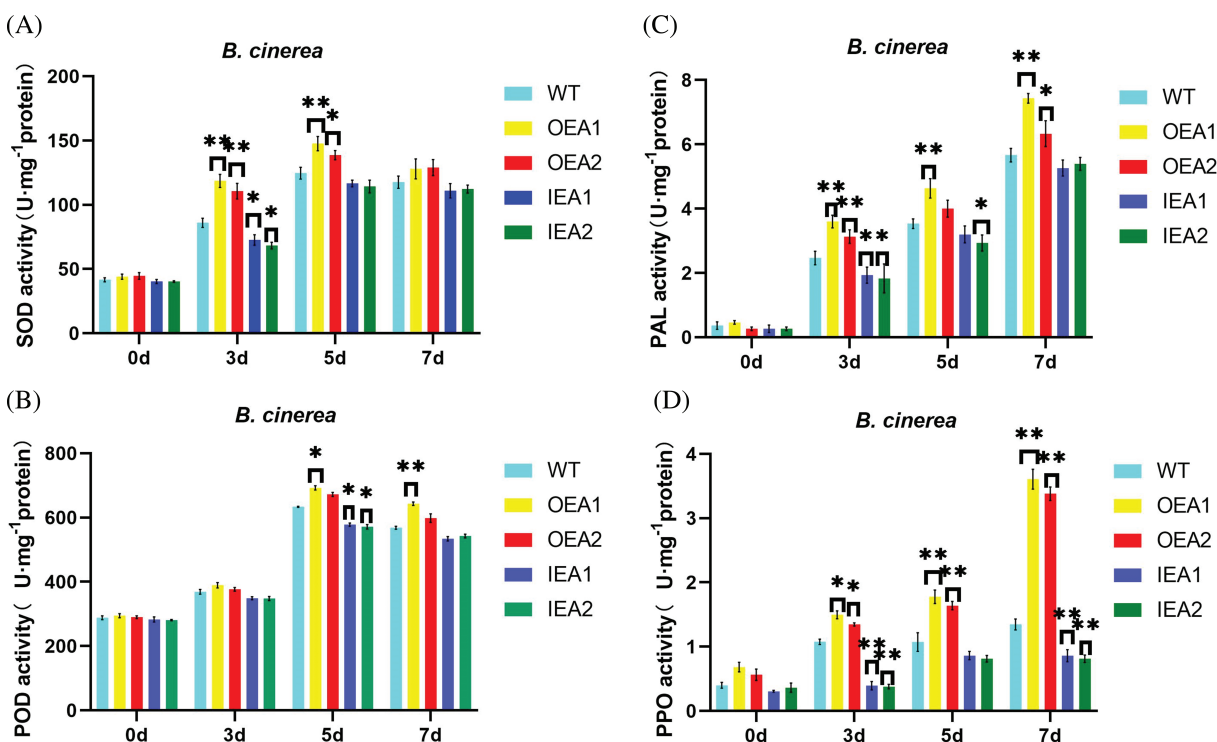 (A)
B. cinerea
SOD activity(U·mg-1protein)
200
150
100
50
0
** ** * * ** *
0d 3d 5d 7d
WT
OEA1
OEA2
IEA1
IEA2
(B)
B. cinerea
POD activity( U·mg-1protein)
800
600
400
200
0
* * * **
0d 3d 5d 7d
WT
OEA1
OEA2
IEA1
IEA2
(C)
B. cinerea
PAL activity(U·mg-1protein)
8
6
4
2
0
** ** ** ** * ** *
0d 3d 5d 7d
WT
OEA1
OEA2
IEA1
IEA2
(D)
B. cinerea
PPO activity( U·mg-1protein)
4
3
2
1
0
* * ** ** ** ** ** ** ** **
0d 3d 5d 7d
WT
OEA1
OEA2
IEA1
IEA2